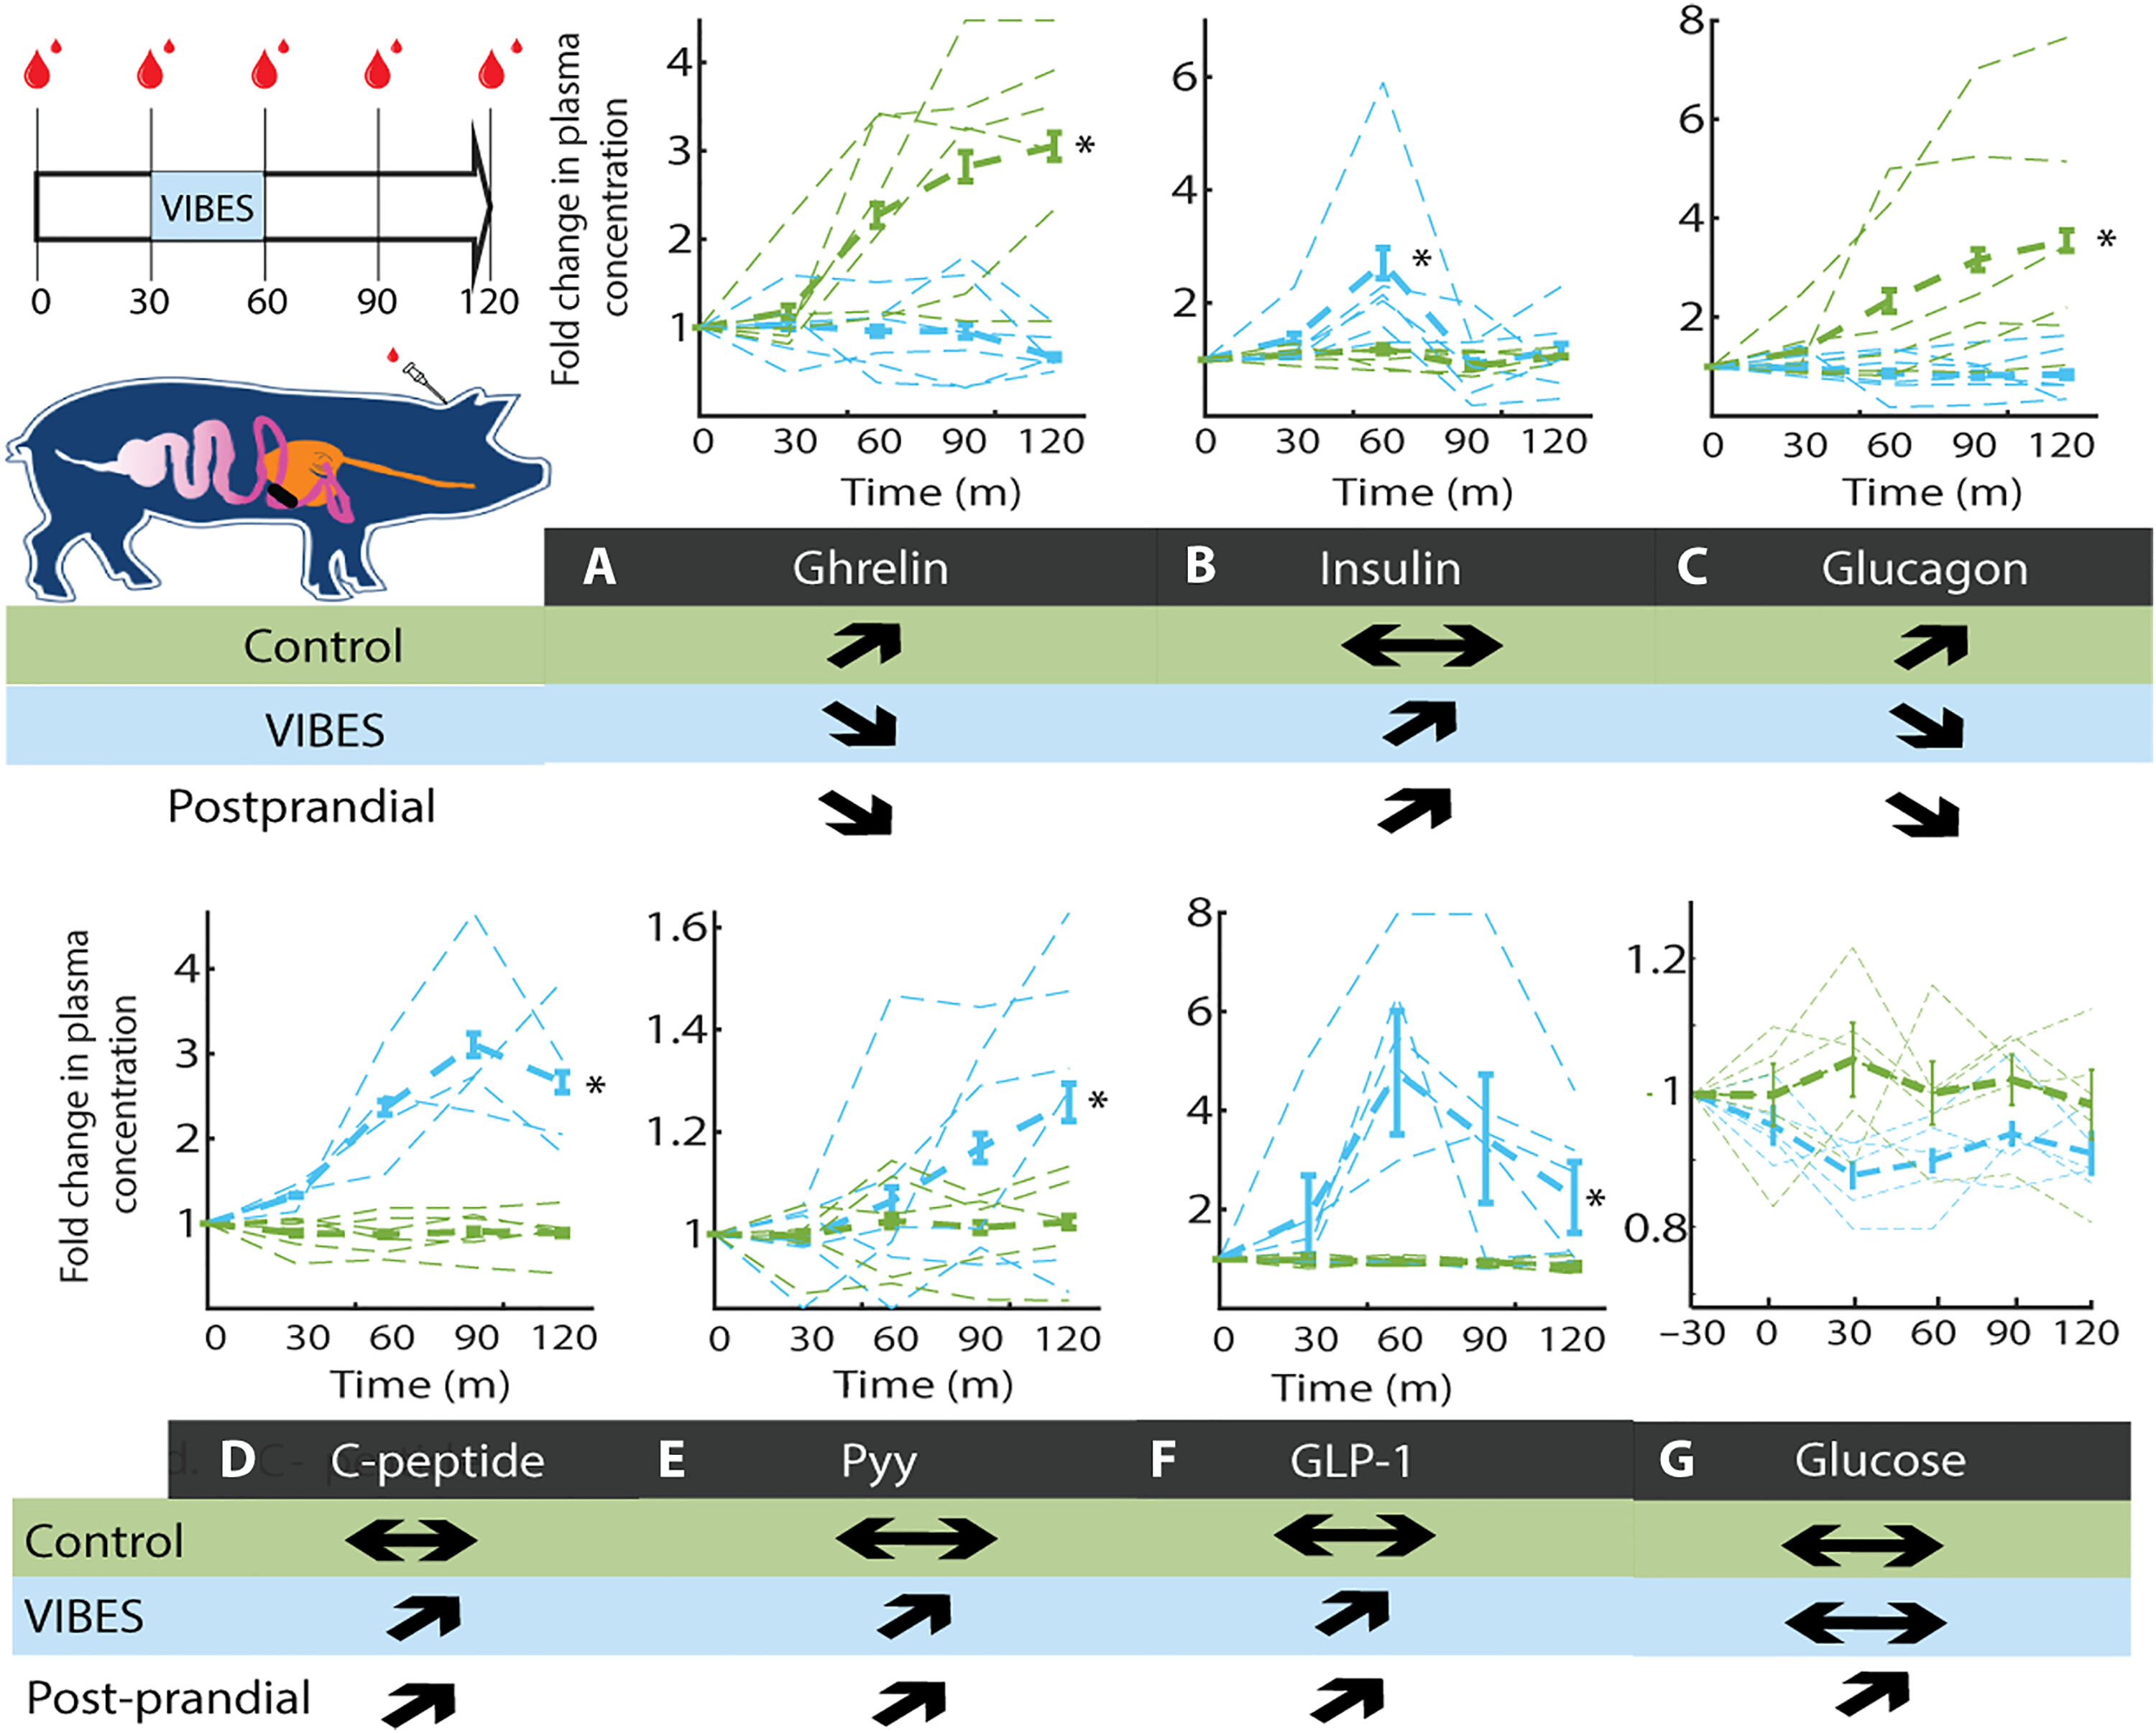 VIBES
0 30 60 90 120
Fold change in plasma
concentration
4
3
2
1
0 30 60 90 120
Time (m)
*
6
4
2
0 30 60 90 120
Time (m)
*
8
6
4
2
0 30 60 90 120
Time (m)
*
A Ghrelin B Insulin C Glucagon
Control
VIBES
Postprandial
Fold change in plasma
concentration
4
3
2
1
0 30 60 90 120
Time (m)
*
1.6
1.4
1.2
1
0 30 60 90 120
Time (m)
*
8
6
4
2
0 30 60 90 120
Time (m)
*
1.2
1
0.8
−30 0 30 60 90 120
D C-peptide E Pyy F GLP-1 G Glucose
Control
VIBES
Post-prandial